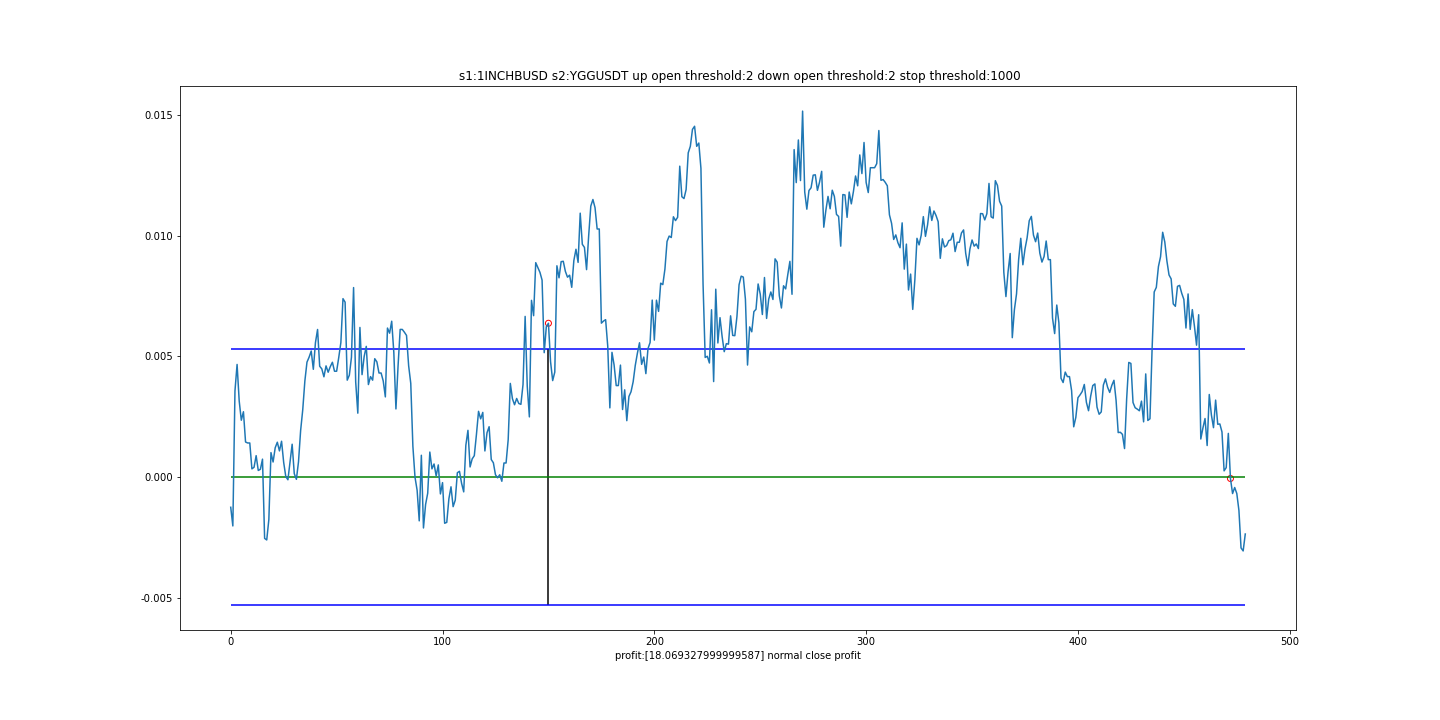 s1:1INCHBUSD s2:YGGUSDT up open threshold:2 down open threshold:2 stop threshold:1000
0.015
0.010
0.005
0.000
-0.005
0 100 200 300 400 500
profit:[18.069327999999587] normal close profit